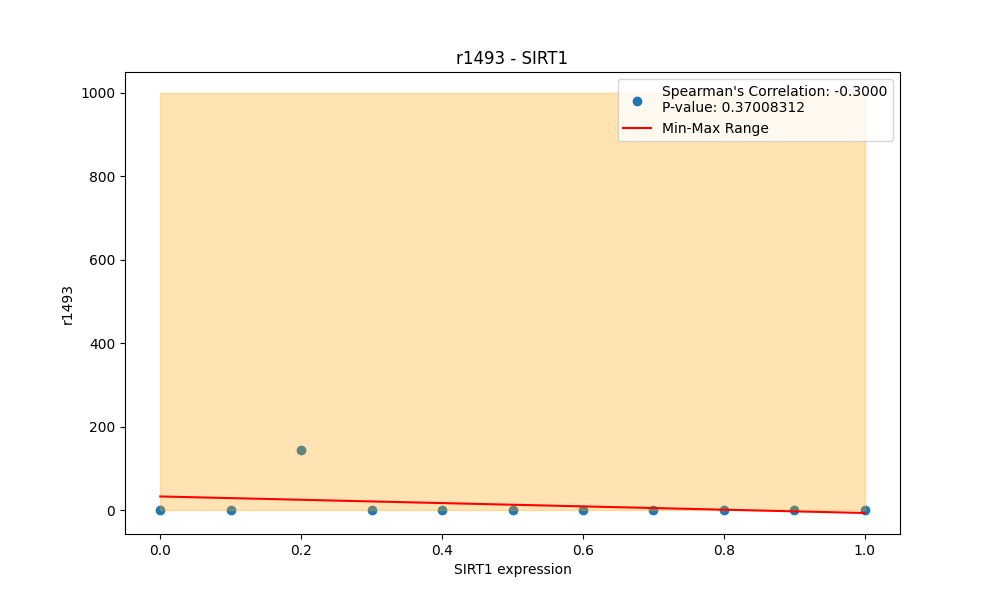 r1493 - SIRT1
Spearman's Correlation: -0.3000
P-value: 0.37008312
Min-Max Range
1000
800
600
400
200
0
r1493
0.0
0.2
0.4
0.6
0.8
1.0
SIRT1 expression